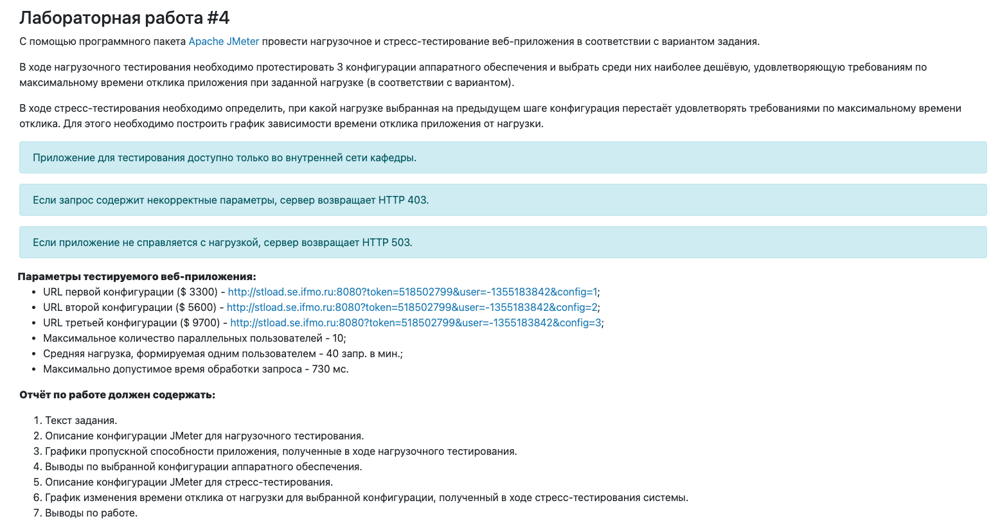 Лабораторная работа #4
С помощью программного пакета Apache JMeter провести нагрузочное и стресс-тестирование веб-приложения в соответствии с вариантом задания.
В ходе нагрузочного тестирования необходимо протестировать 3 конфигурации аппаратного обеспечения и выбрать среди них наиболее дешёвую, удовлетворяющую требованиям по
максимальному времени отклика приложения при заданной нагрузке (в соответствии с вариантом).
В ходе стресс-тестирования необходимо определить, при какой нагрузке выбранная на предыдущем шаге конфигурация перестаёт удовлетворять требованиями по максимальному времени
отклика. Для этого необходимо построить график зависимости времени отклика приложения от нагрузки.
Приложение для тестирования доступно только во внутренней сети кафедры.
Если запрос содержит некорректные параметры, сервер возвращает HTTP 403.
Если приложение не справляется с нагрузкой, сервер возвращает HTTP 503.
Параметры тестируемого веб-приложения:
• URL первой конфигурации ($ 3300) - http://stload.se.ifmo.ru:8080?token=518502799&user=-1355183842&config=1;
• URL второй конфигурации ($ 5600) - http://stload.se.ifmo.ru:8080?token=518502799&user=-1355183842&config=2;
• URL третьей конфигурации ($ 9700) - http://stload.se.ifmo.ru:8080?token=518502799&user=-1355183842&config=3;
• Максимальное количество параллельных пользователей - 10;
• Средняя нагрузка, формируемая одним пользователем - 40 запр. в мин.;
• Максимально допустимое время обработки запроса - 730 мс.
Отчёт по работе должен содержать:
1. Текст задания.
2. Описание конфигурации JMeter для нагрузочного тестирования.
3. Графики пропускной способности приложения, полученные в ходе нагрузочного тестирования.
4. Выводы по выбранной конфигурации аппаратного обеспечения.
5. Описание конфигурации JMeter для стресс-тестирования.
6. График изменения времени отклика от нагрузки для выбранной конфигурации, полученный в ходе стресс-тестирования системы.
7. Выводы по работе.